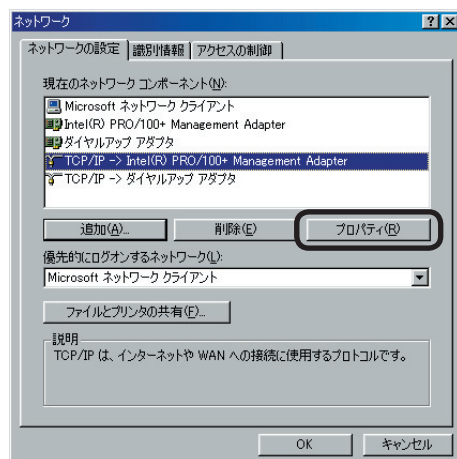 ネットワーク
ネットワークの設定 識別情報 アクセスの制御
現在のネットワーク コンポーネント(N):
Microsoft ネットワーク クライアント
Intel(R) PRO/100+ Management Adapter
ダイヤルアップ アダプタ
TCP/IP -> Intel(R) PRO/100+ Management Adapter
TCP/IP -> ダイヤルアップ アダプタ
追加(A)... 削除(E) プロパティ(R)
優先的にログオンするネットワーク(L):
Microsoft ネットワーク クライアント
ファイルとプリンタの共有(F)...
説明
TCP/IP は、インターネットや WAN への接続に使用するプロトコルです。
OK キャンセル